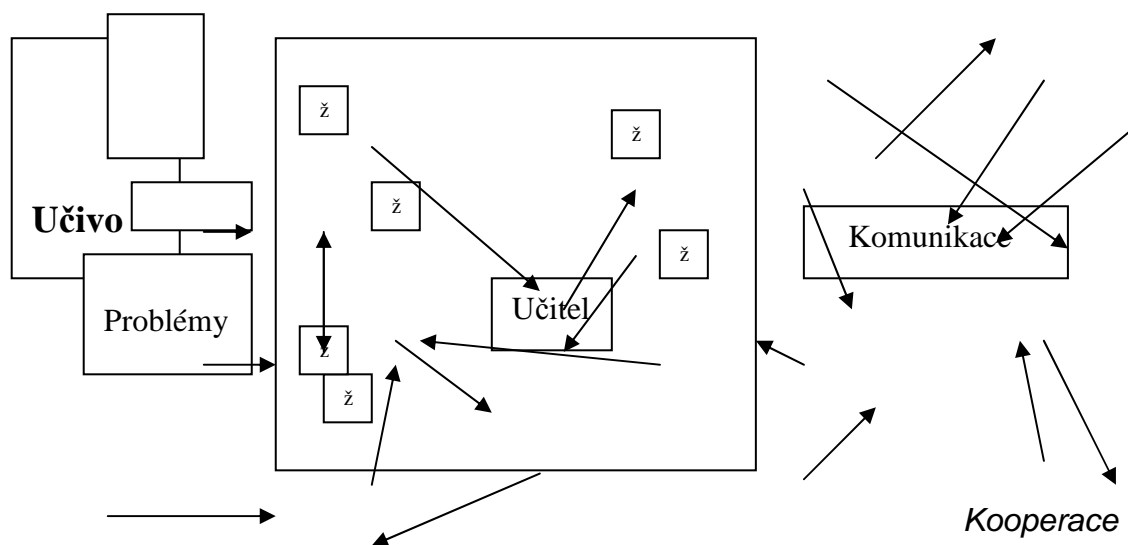 ž
ž
ž
Učivo
Komunikace
ž
Učitel
Problémy
ž
ž
Kooperace